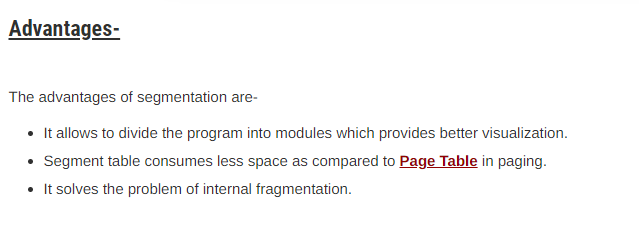 Advantages-
The advantages of segmentation are-
• It allows to divide the program into modules which provides better visualization.
• Segment table consumes less space as compared to Page Table in paging.
• It solves the problem of internal fragmentation.